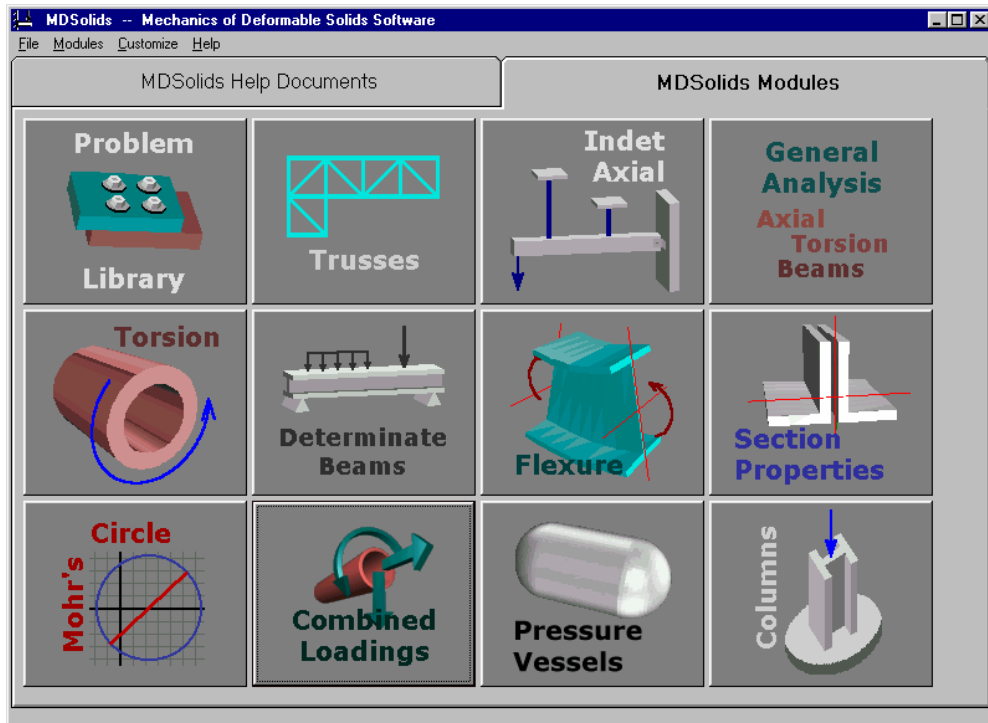 MDSolids -- Mechanics of Deformable Solids Software
File Modules Customize Help
MDSolids Help Documents
MDSolids Modules
Problem
Library
Trusses
Indet
Axial
General
Analysis
Axial
Torsion
Beams
Torsion
Determinate
Beams
Flexure
Section
Properties
Mohr's
Circle
Combined
Loadings
Pressure
Vessels
Columns